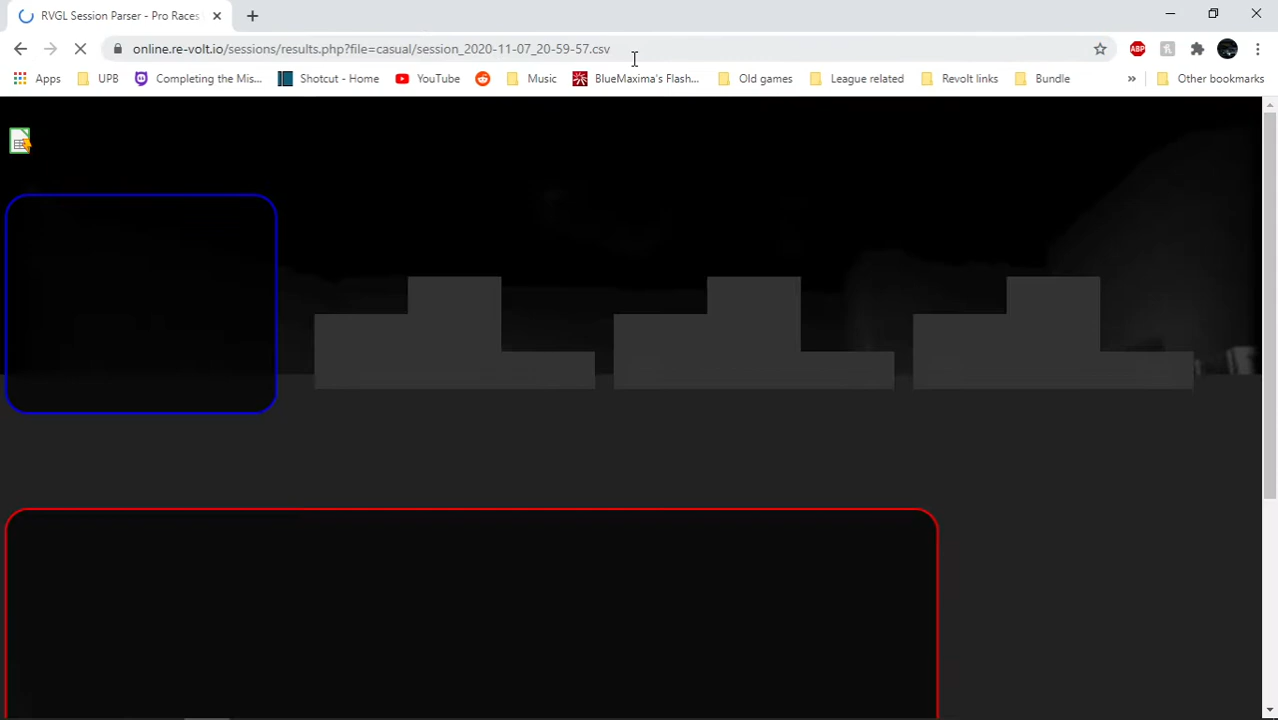 RVGL Session Parser - Pro Races
online.re-volt.io/sessions/results.php?file=casual/session_2020-11-07_20-59-57.csv
ABP
Apps UPB Completing the Mis... Shotcut - Home YouTube Music BlueMaxima's Flash... Old games League related Revolt links Bundle » Other bookmarks